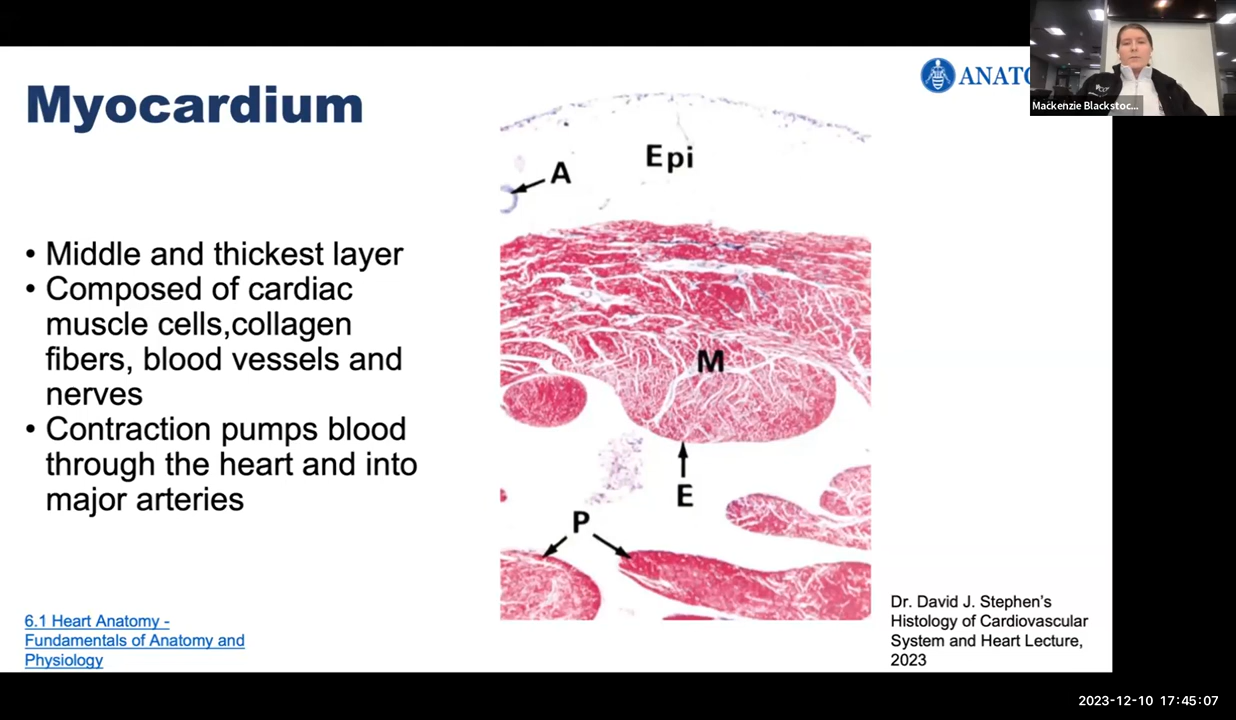 Myocardium
ANATO
Mackenzie Blackstoc...
A
Epi
• Middle and thickest layer
• Composed of cardiac
muscle cells,collagen
fibers, blood vessels and
nerves
• Contraction pumps blood
through the heart and into
major arteries
M
E
P
6.1 Heart Anatomy -
Fundamentals of Anatomy and
Physiology
Dr. David J. Stephen's
Histology of Cardiovascular
System and Heart Lecture,
2023
2023-12-10 17:45:07